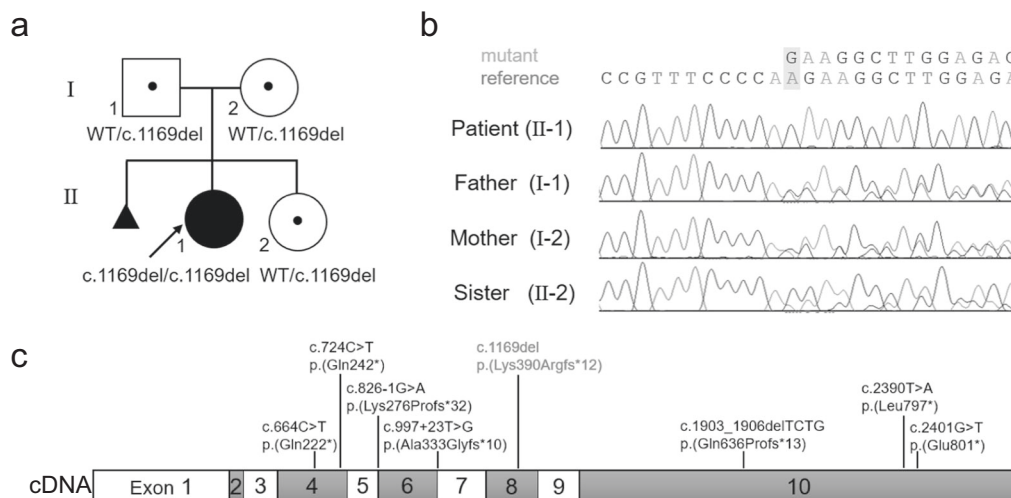 a
I
1
2
WT/c.1169del
WT/c.1169del
II
1
2
c.1169del/c.1169del
WT/c.1169del
b
mutant
GAAGGCTTGGAGAG
reference
CCGTTTCCCCAAGAAGGCTTGGAGA
Patient (II-1)
Father (I-1)
Mother (I-2)
Sister (II-2)
c
c.724C>T
p.(Gln242*)
c.1169del
p.(Lys390Argfs*12)
c.826-1G>A
p.(Lys276Profs*32)
c.2390T>A
p.(Leu797*)
c.664C>T
p.(Gln222*)
c.997+23T>G
p.(Ala333Glyfs*10)
c.1903_1906delTCTG
p.(Gln636Profs*13)
c.2401G>T
p.(Glu801*)
cDNA
Exon 1
2
3
4
5
6
7
8
9
10